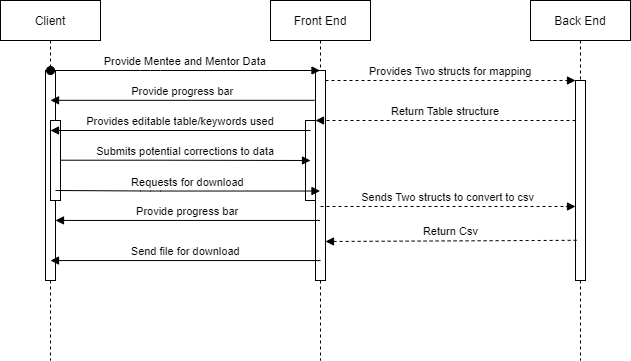 Client
Front End
Back End
Provide Mentee and Mentor Data
Provides Two structs for mapping
Provide progress bar
Return Table structure
Provides editable table/keywords used
Submits potential corrections to data
Requests for download
Sends Two structs to convert to csv
Provide progress bar
Return Csv
Send file for download